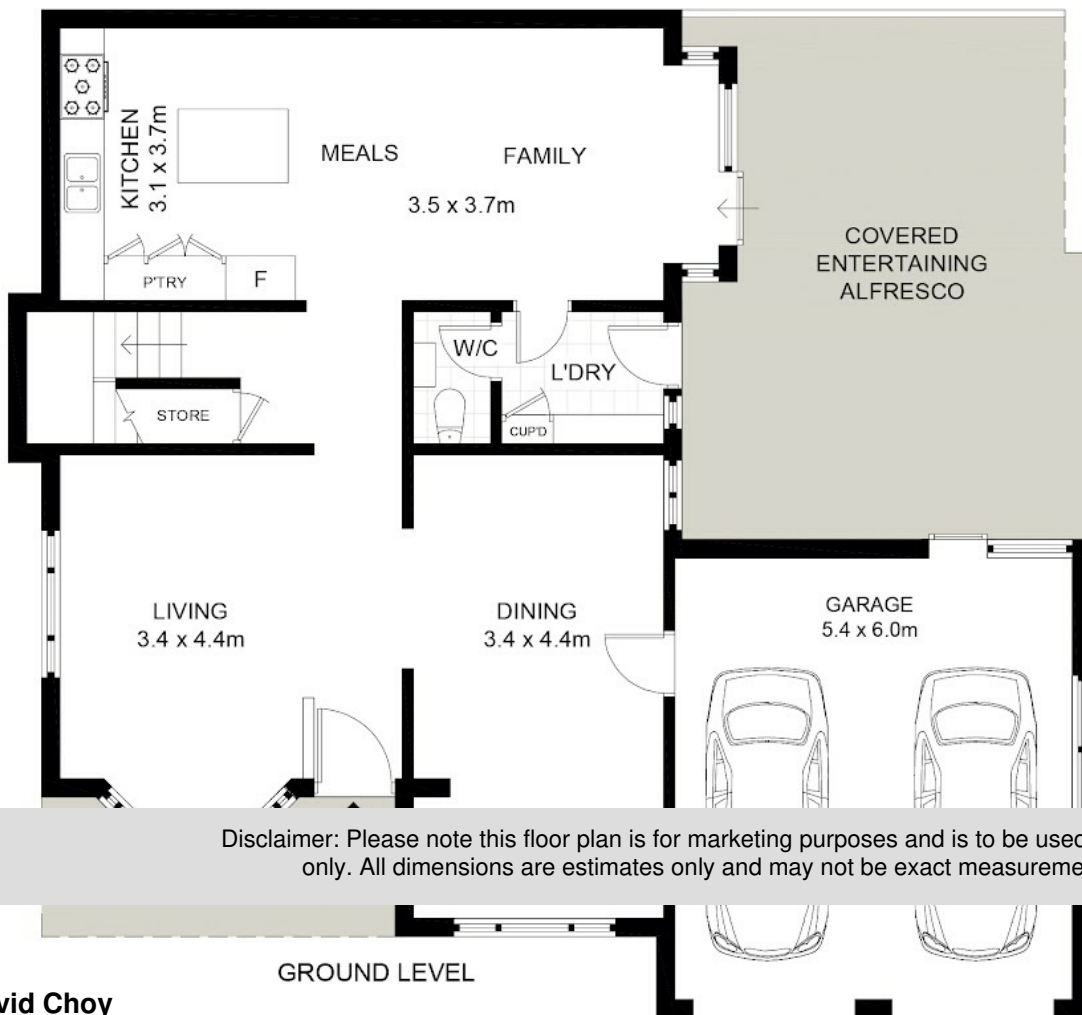 KITCHEN
3.1 x 3.7m
MEALS
FAMILY
3.5 x 3.7m
P'TRY
F
COVERED
ENTERTAINING
ALFRESCO
W/C
L'DRY
STORE
CUP'D
LIVING
3.4 x 4.4m
DINING
3.4 x 4.4m
GARAGE
5.4 x 6.0m
Disclaimer: Please note this floor plan is for marketing purposes and is to be used
only. All dimensions are estimates only and may not be exact measureme
GROUND LEVEL
vid Choy